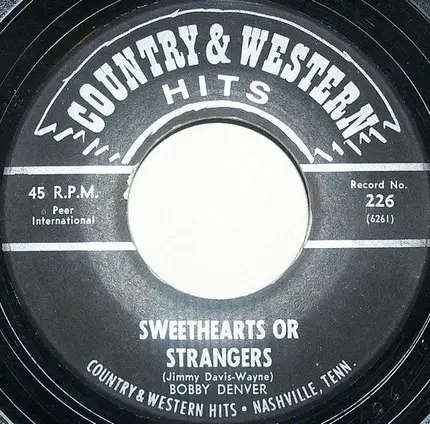 COUNTRY & WESTERN
HITS
45 R.P.M.
Peer
International
Record No.
226
(6261)
SWEETHEARTS OR
STRANGERS
(Jimmy Davis-Wayne)
BOBBY DENVER
COUNTRY & WESTERN HITS • NASHVILLE, TENN.